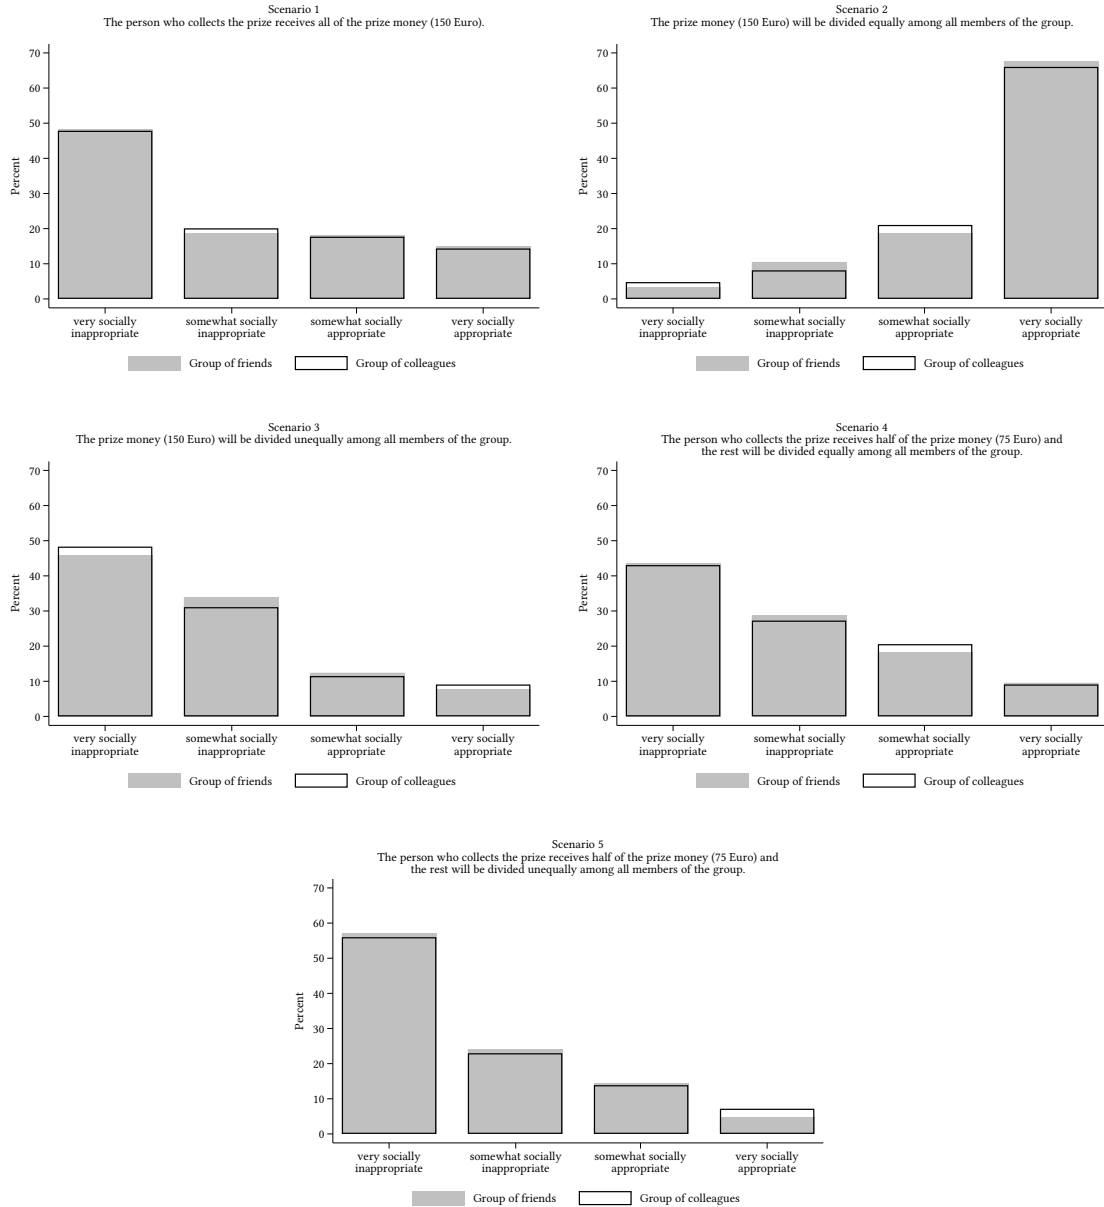 Scenario 1
The person who collects the prize receives all of the prize money (150 Euro).
70
60
50
40
30
20
10
0
Percent
very socially
inappropriate
somewhat socially
inappropriate
somewhat socially
appropriate
very socially
appropriate
Group of friends
Group of colleagues
Scenario 2
The prize money (150 Euro) will be divided equally among all members of the group.
70
60
50
40
30
20
10
0
Percent
very socially
inappropriate
somewhat socially
inappropriate
somewhat socially
appropriate
very socially
appropriate
Group of friends
Group of colleagues
Scenario 3
The prize money (150 Euro) will be divided unequally among all members of the group.
70
60
50
40
30
20
10
0
Percent
very socially
inappropriate
somewhat socially
inappropriate
somewhat socially
appropriate
very socially
appropriate
Group of friends
Group of colleagues
Scenario 4
The person who collects the prize receives half of the prize money (75 Euro) and
the rest will be divided equally among all members of the group.
70
60
50
40
30
20
10
0
Percent
very socially
inappropriate
somewhat socially
inappropriate
somewhat socially
appropriate
very socially
appropriate
Group of friends
Group of colleagues
Scenario 5
The person who collects the prize receives half of the prize money (75 Euro) and
the rest will be divided unequally among all members of the group.
70
60
50
40
30
20
10
0
Percent
very socially
inappropriate
somewhat socially
inappropriate
somewhat socially
appropriate
very socially
appropriate
Group of friends
Group of colleagues